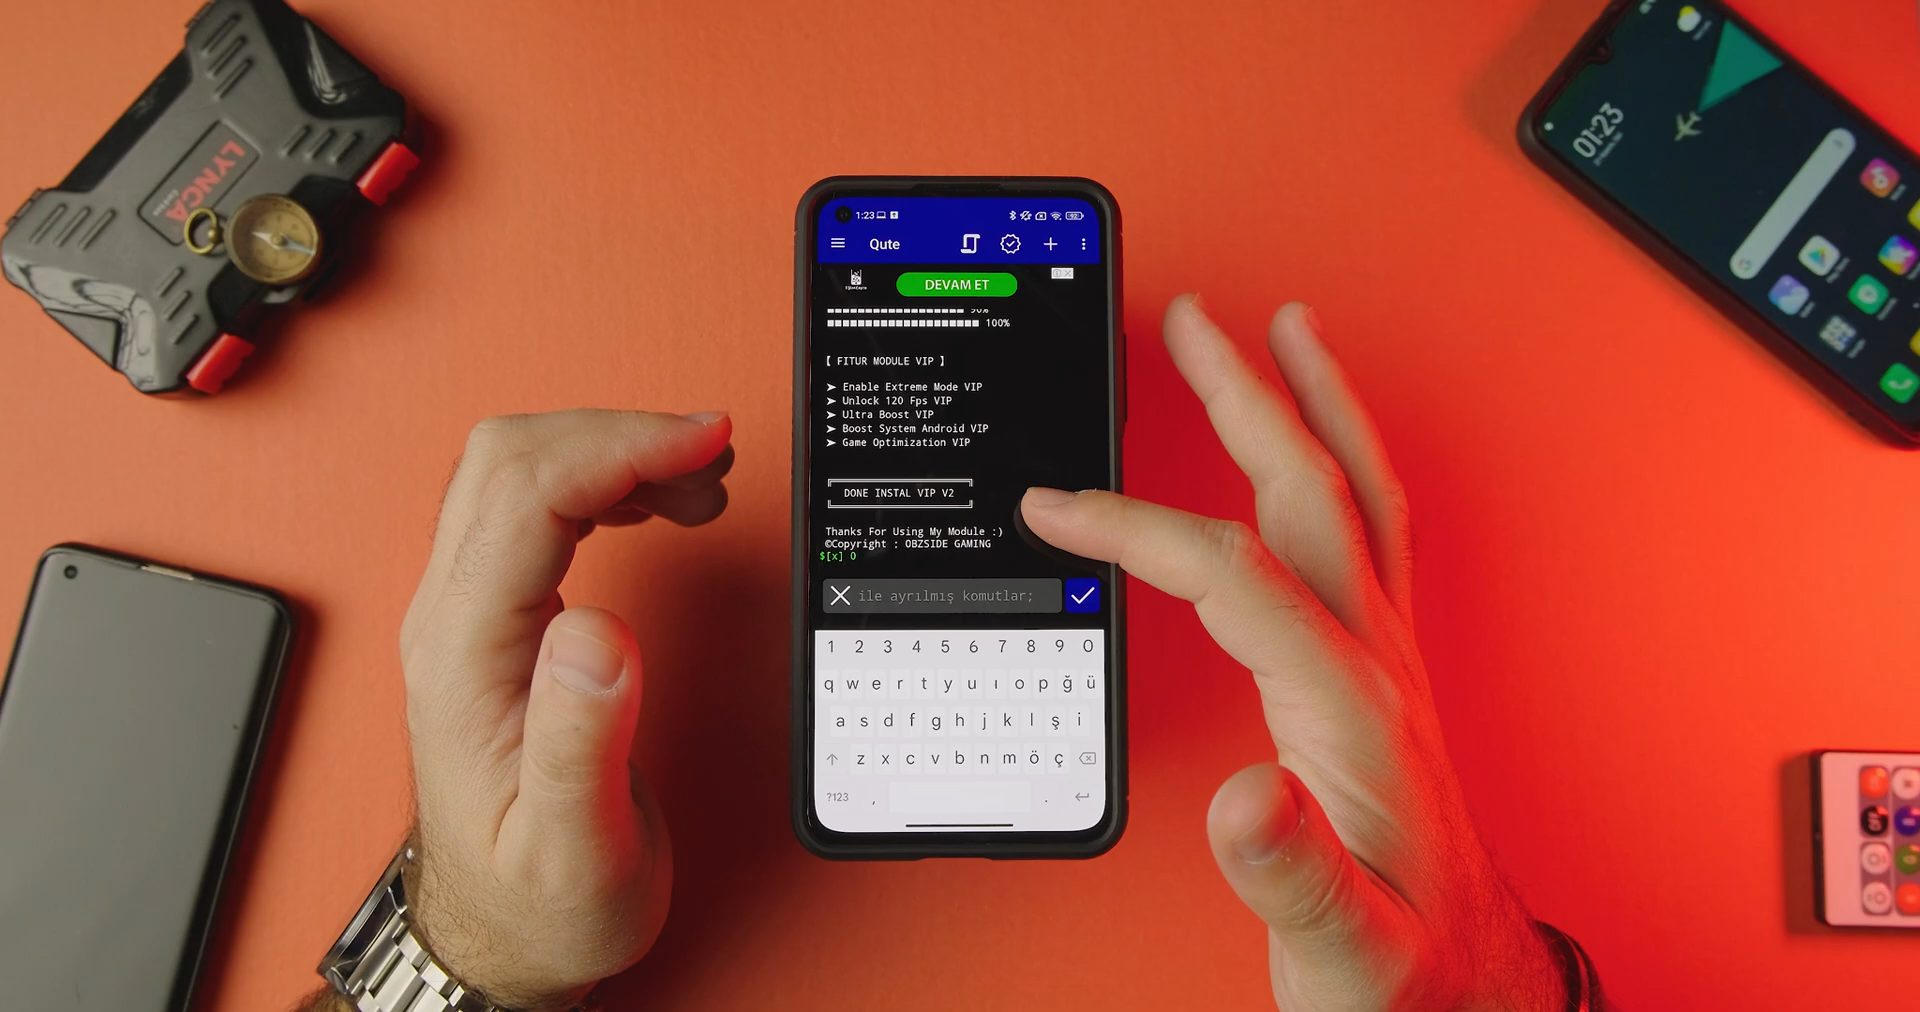 LYNCA
01:23
1:23
92
Qute
DEVAM ET
90%
100%
【 FITUR MODULE VIP 】
➤ Enable Extreme Mode VIP
➤ Unlock 120 Fps VIP
➤ Ultra Boost VIP
➤ Boost System Android VIP
➤ Game Optimization VIP
DONE INSTAL VIP V2
Thanks For Using My Module :)
©Copyright : OBZSIDE GAMING
$[x] 0
ile ayrılmış komutlar;
1 2 3 4 5 6 7 8 9 0
q w e r t y u ı o p ğ ü
a s d f g h j k l ş i
z x c v b n m ö ç
?123 , .
OFF